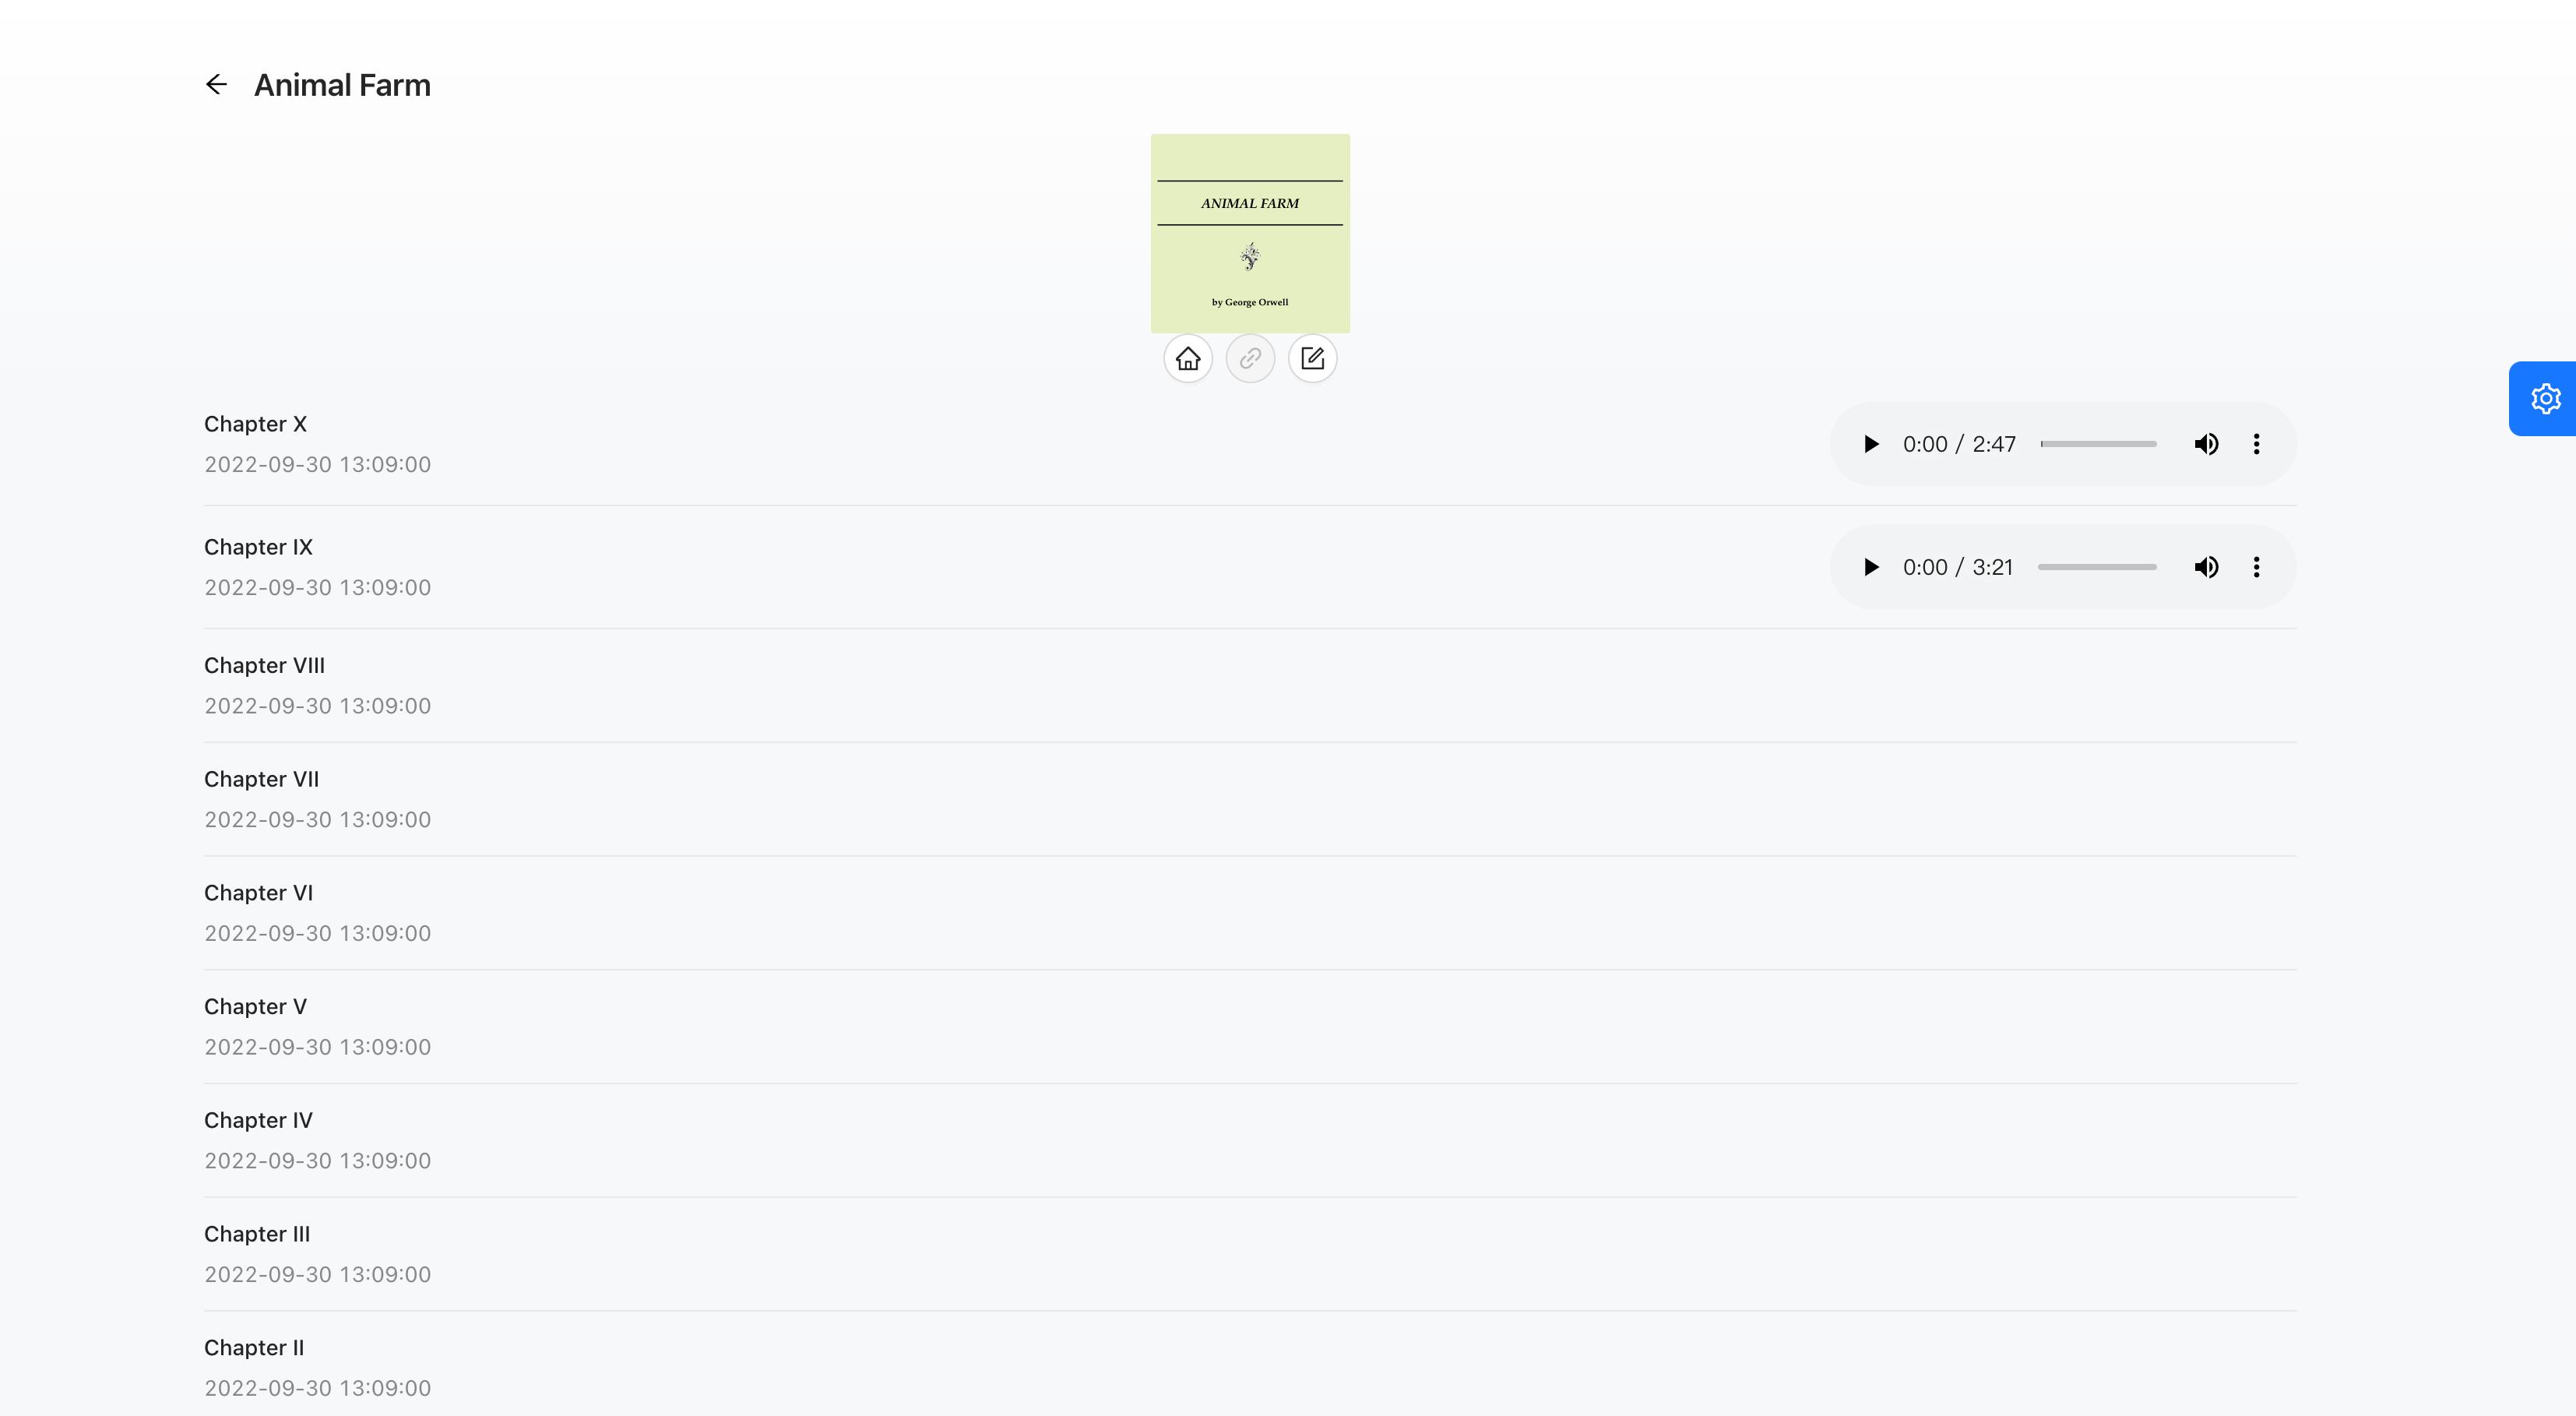 Animal Farm
ANIMAL FARM
by George Orwell
Chapter X
2022-09-30 13:09:00
0:00 / 2:47
Chapter IX
2022-09-30 13:09:00
0:00 / 3:21
Chapter VIII
2022-09-30 13:09:00
Chapter VII
2022-09-30 13:09:00
Chapter VI
2022-09-30 13:09:00
Chapter V
2022-09-30 13:09:00
Chapter IV
2022-09-30 13:09:00
Chapter III
2022-09-30 13:09:00
Chapter II
2022-09-30 13:09:00